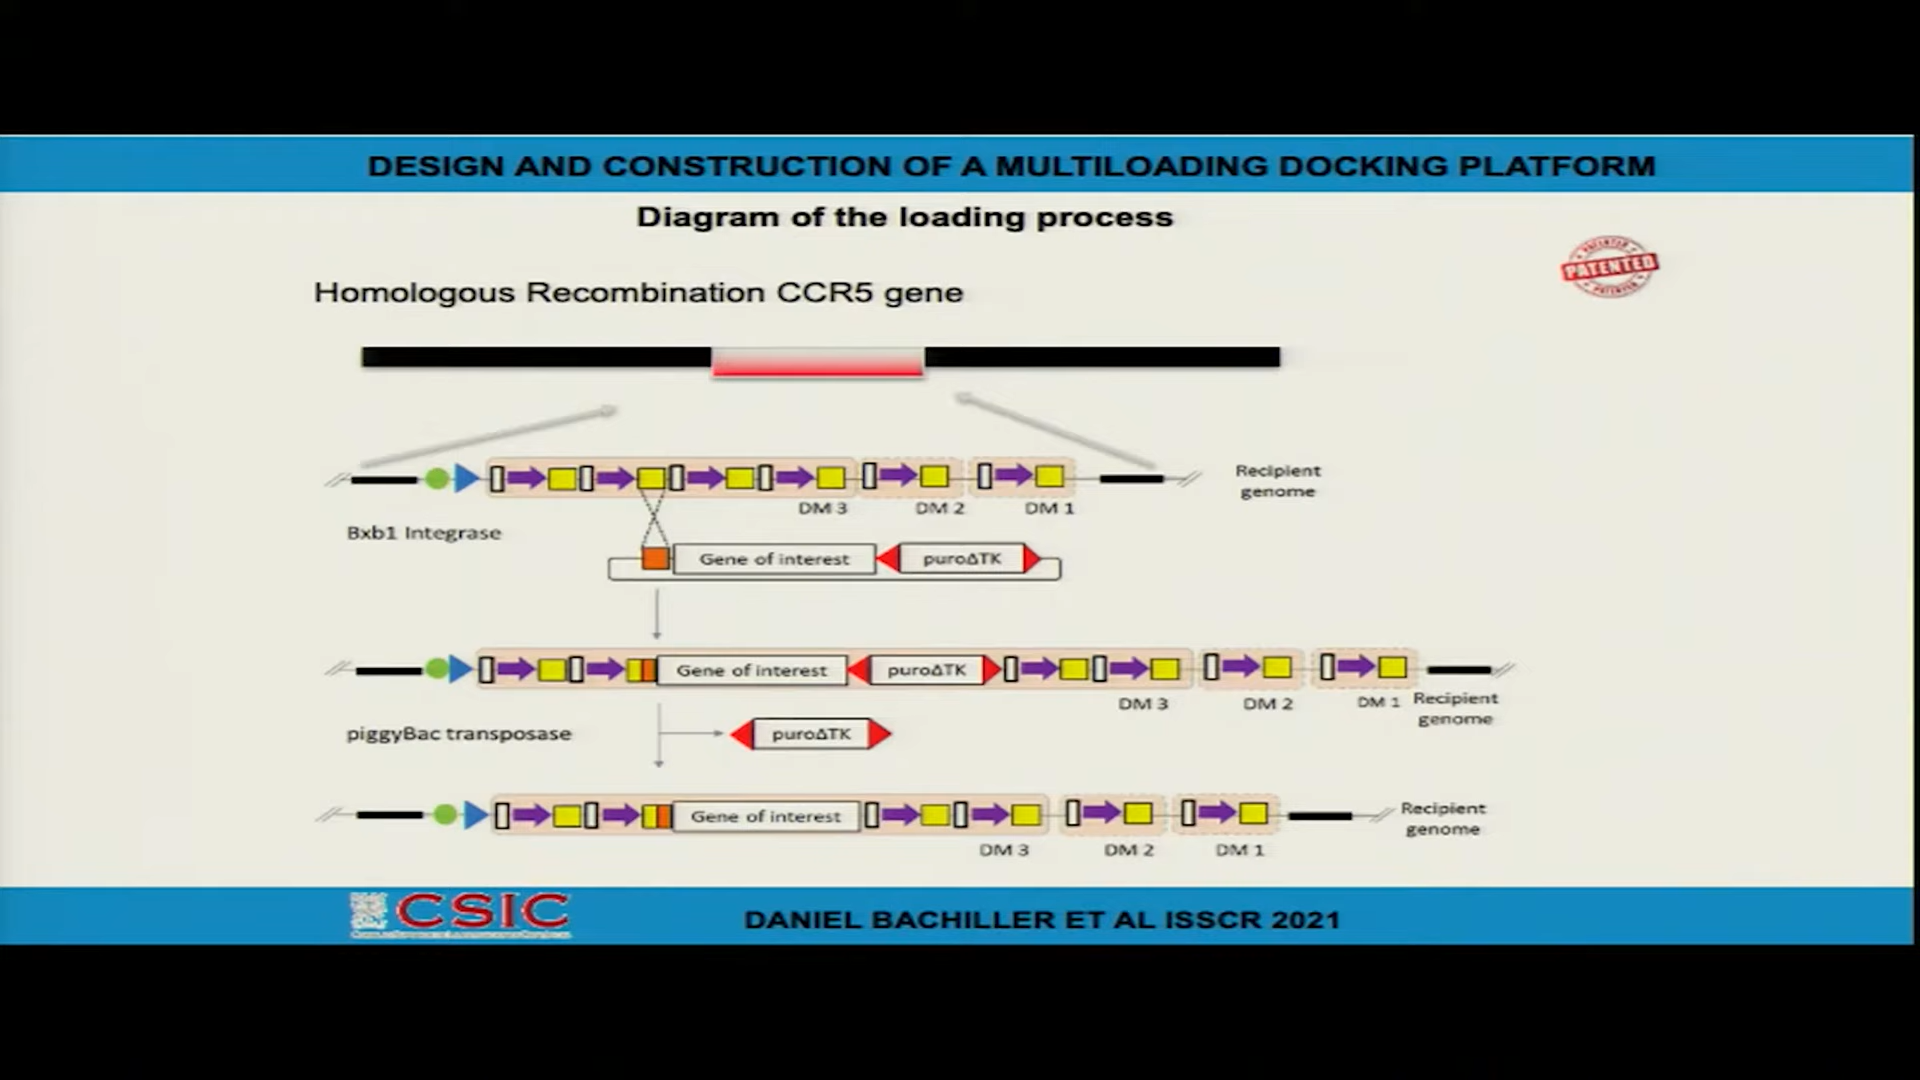 DESIGN AND CONSTRUCTION OF A MULTILOADING DOCKING PLATFORM
Diagram of the loading process
PATENTED
Homologous Recombination CCR5 gene
Recipient
genome
DM 3 DM 2 DM 1
Bxb1 Integrase
Gene of interest puroΔTK
Gene of interest puroΔTK
DM 3 DM 2 DM 1 Recipient
genome
piggyBac transposase puroΔTK
Gene of interest
Recipient
genome
DM 3 DM 2 DM 1
CSIC
DANIEL BACHILLER ET AL ISSCR 2021